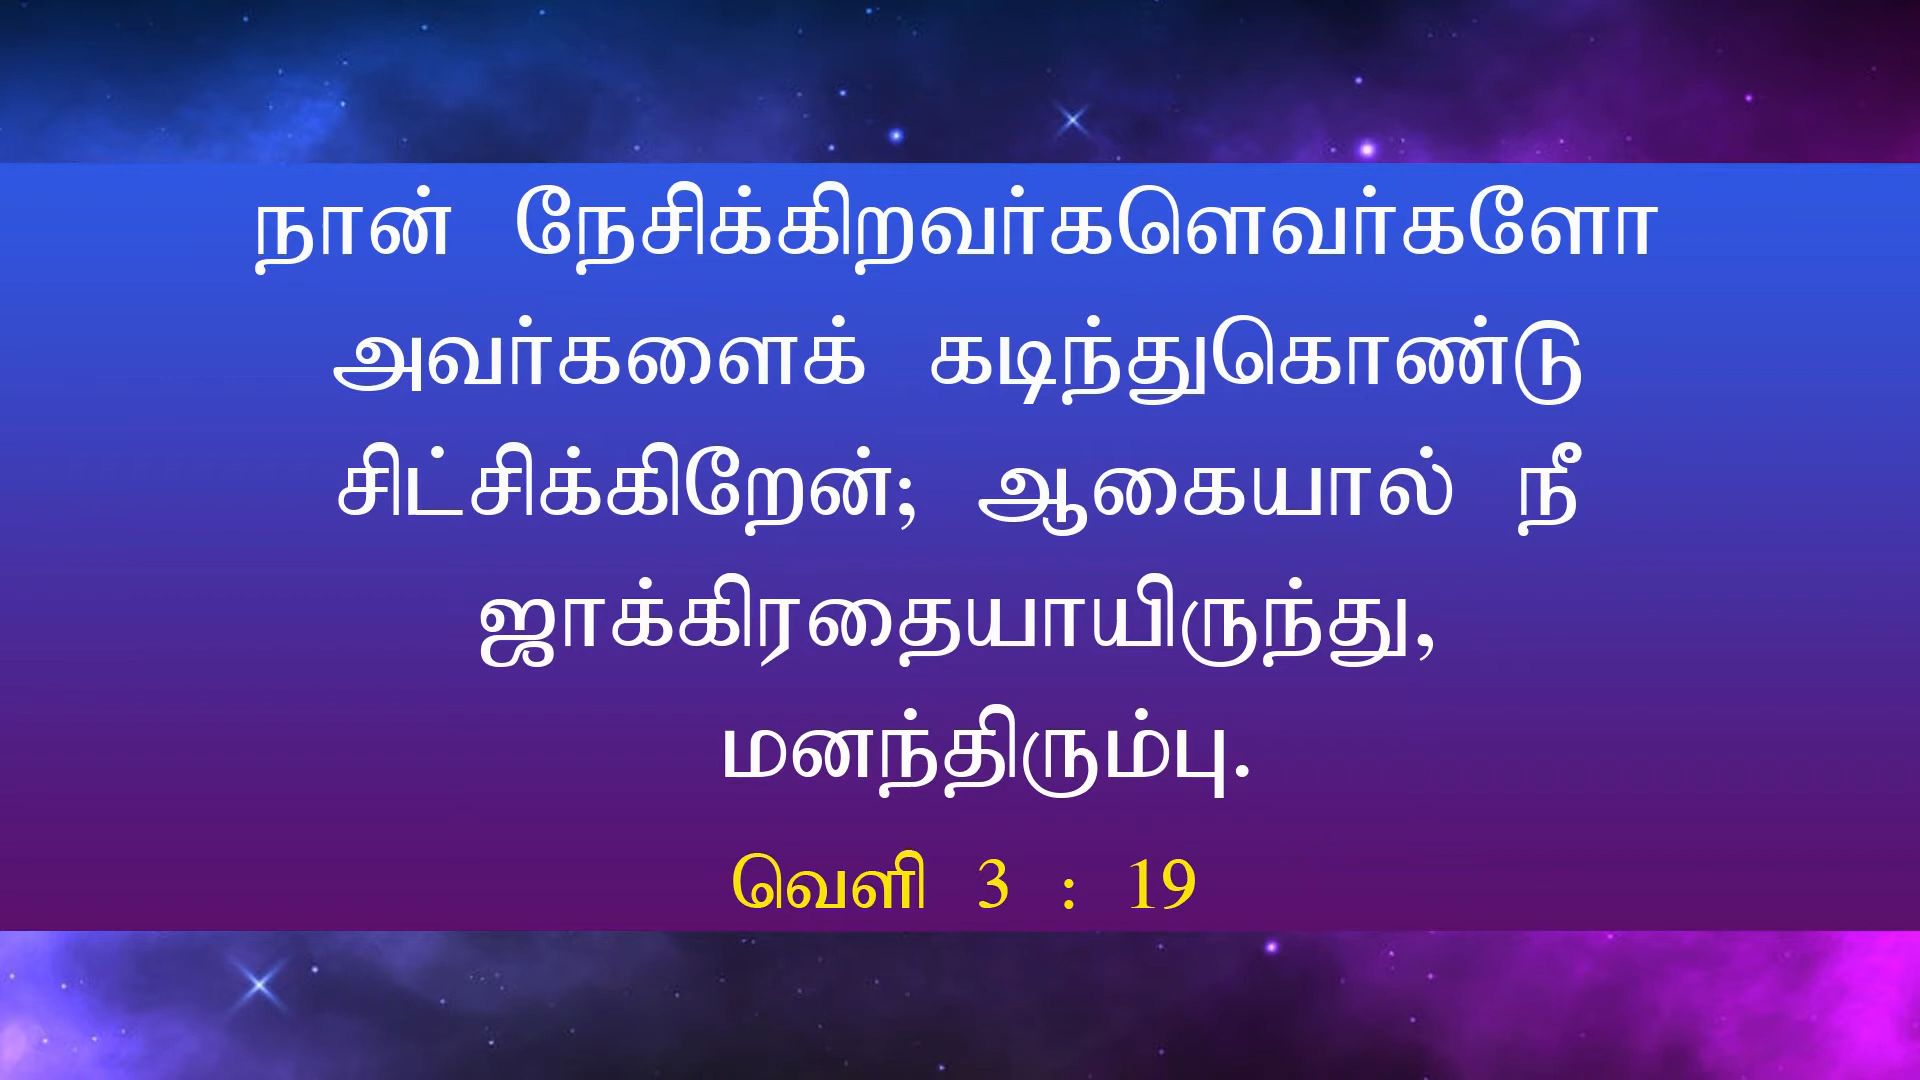 நான் நேசிக்கிறவர்களெவர்களோ
அவர்களைக் கடிந்துகொண்டு
சிட்சிக்கிறேன்; ஆகையால் நீ
ஜாக்கிரதையாயிருந்து,
மனந்திரும்பு.
வெளி 3 : 19